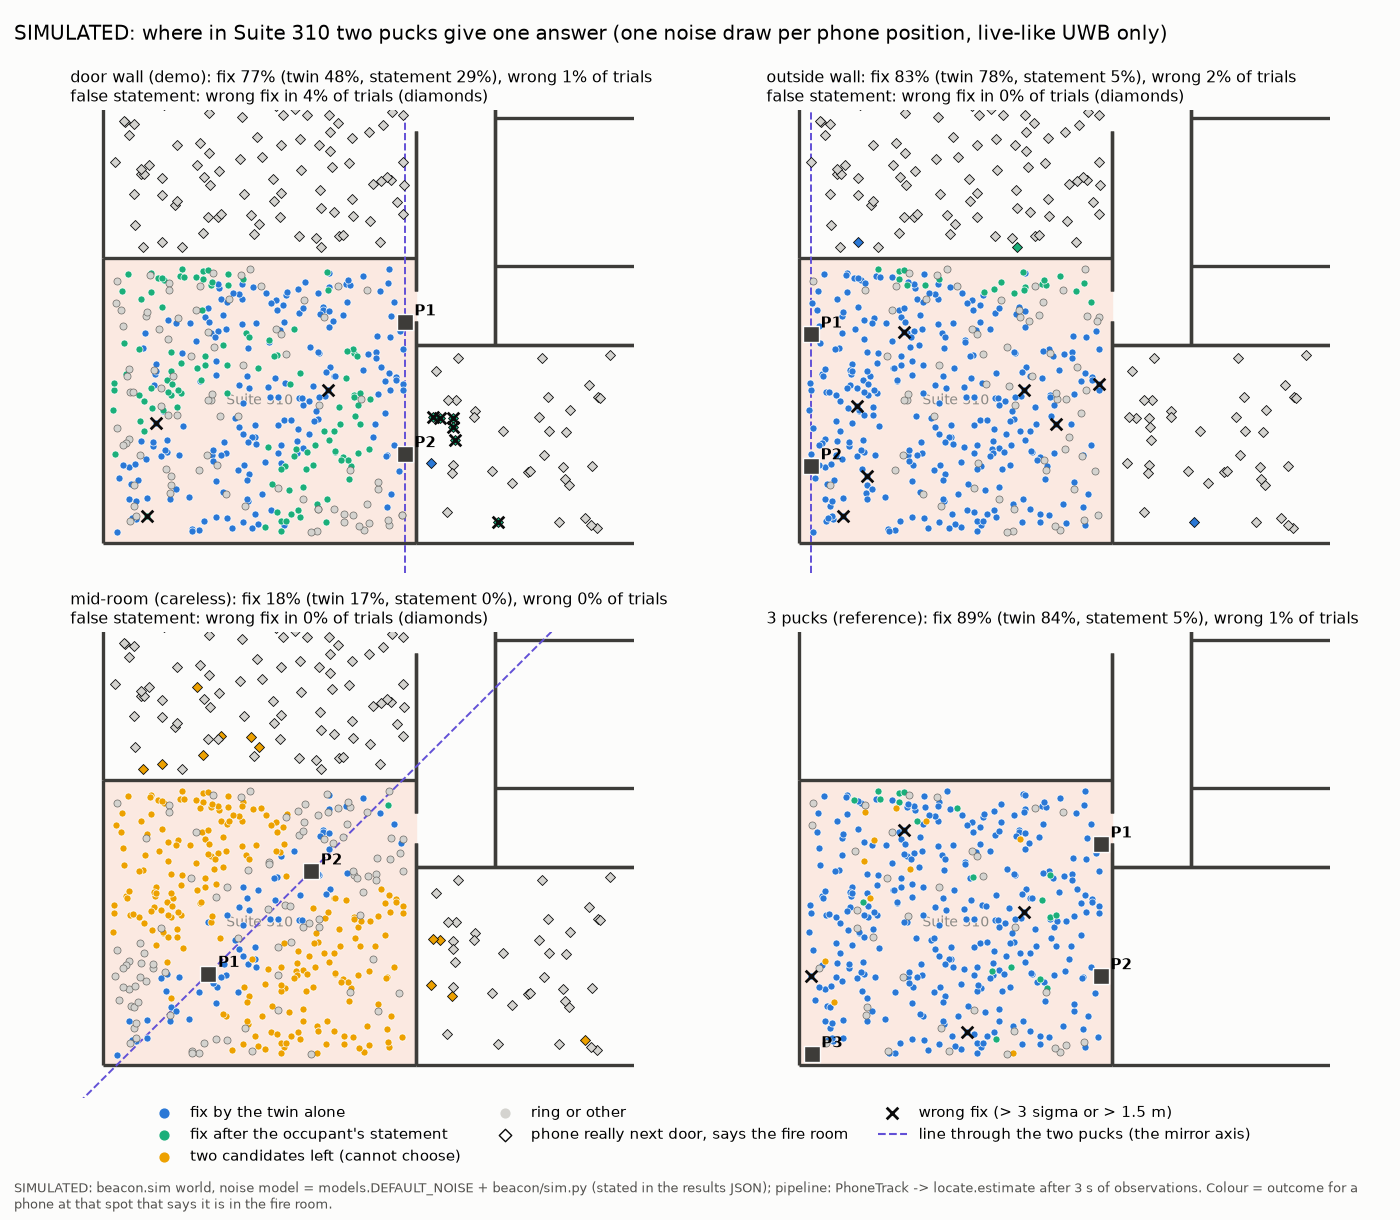 SIMULATED: where in Suite 310 two pucks give one answer (one noise draw per phone position, live-like UWB only)
door wall (demo): fix 77% (twin 48%, statement 29%), wrong 1% of trials
false statement: wrong fix in 4% of trials (diamonds)
P1
Suite 310
P2
outside wall: fix 83% (twin 78%, statement 5%), wrong 2% of trials
false statement: wrong fix in 0% of trials (diamonds)
P1
Suite 310
P2
mid-room (careless): fix 18% (twin 17%, statement 0%), wrong 0% of trials
false statement: wrong fix in 0% of trials (diamonds)
P2
Suite 310
P1
3 pucks (reference): fix 89% (twin 84%, statement 5%), wrong 1% of trials
P1
Suite 310
P2
P3
fix by the twin alone
fix after the occupant's statement
two candidates left (cannot choose)
ring or other
phone really next door, says the fire room
wrong fix (> 3 sigma or > 1.5 m)
line through the two pucks (the mirror axis)
SIMULATED: beacon.sim world, noise model = models.DEFAULT_NOISE + beacon/sim.py (stated in the results JSON); pipeline: PhoneTrack -> locate.estimate after 3 s of observations. Colour = outcome for a
phone at that spot that says it is in the fire room.